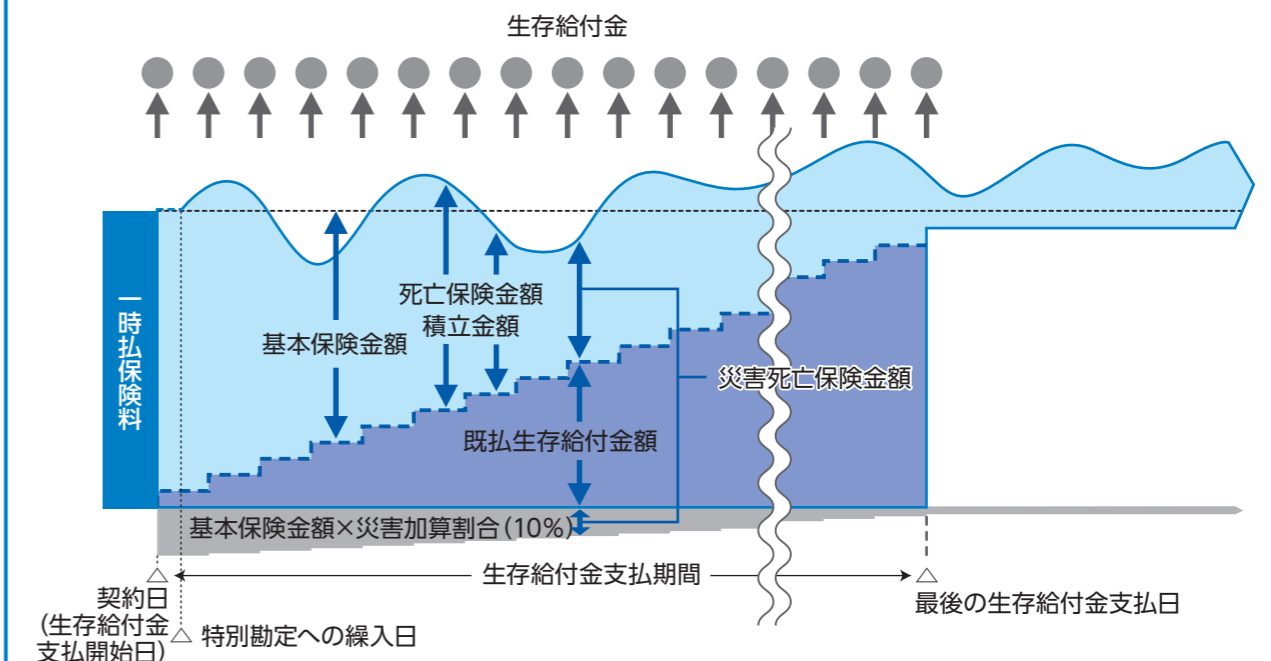 生存給付金
一時払保険料
基本保険金額
死亡保険金額
積立金額
災害死亡保険金額
既払生存給付金額
基本保険金額×災害加算割合(10%)
生存給付金支払期間
契約日
(生存給付金
支払開始日)
特別勘定への繰入日
最後の生存給付金支払日